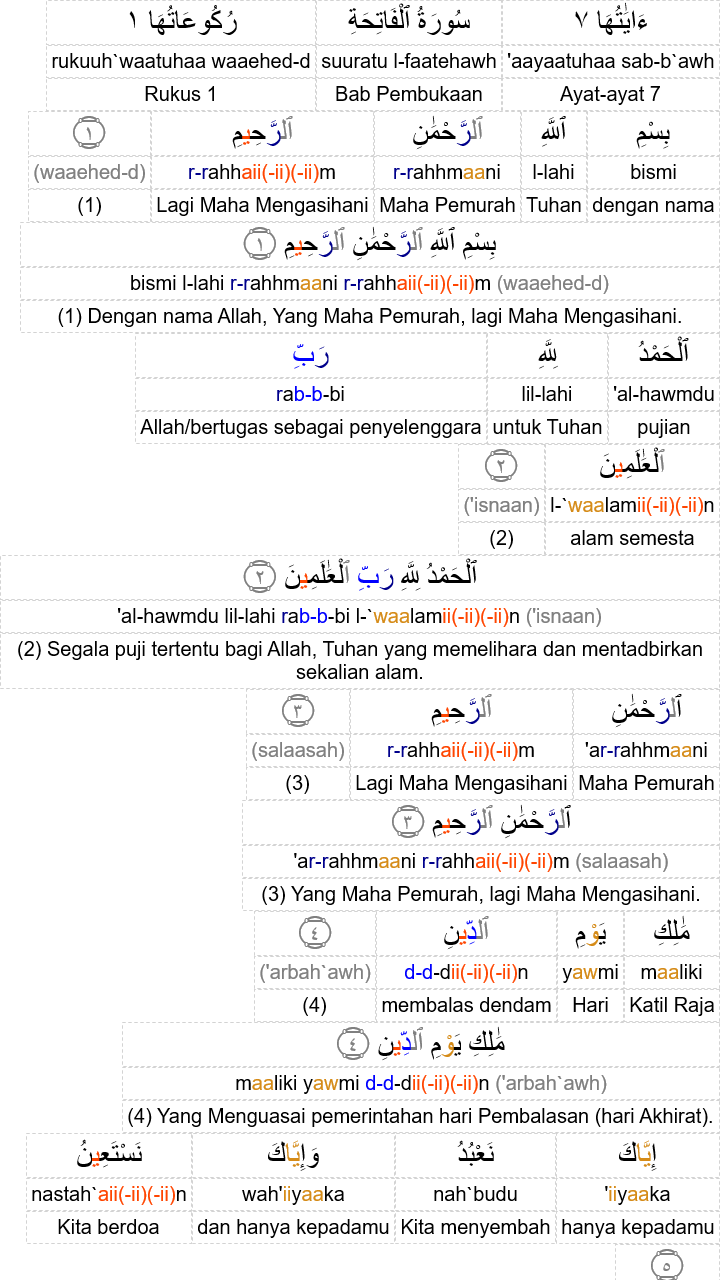 ءَايَٰتُهَا ٧ سُورَةُ ٱلْفَاتِحَةِ رُكُوعَاتُهَا ١
'aayaatuhaa sab-b`awh suuratu l-faatehawh rukuuh`waatuhaa waaehed-d
Ayat-ayat 7 Bab Pembukaan Rukus 1
بِسْمِ ٱللَّهِ ٱلرَّحْمَٰنِ ٱلرَّحِيمِ ١
bismi l-lahi r-rahhmaani r-rahhaii(-ii)(-ii)m (waaehed-d)
dengan nama Tuhan Maha Pemurah Lagi Maha Mengasihani (1)
بِسْمِ ٱللَّهِ ٱلرَّحْمَٰنِ ٱلرَّحِيمِ ١
bismi l-lahi r-rahhmaani r-rahhaii(-ii)(-ii)m (waaehed-d)
(1) Dengan nama Allah, Yang Maha Pemurah, lagi Maha Mengasihani.
ٱلْحَمْدُ لِلَّهِ رَبِّ
'al-hawmdu lil-lahi rab-b-bi
pujian untuk Tuhan Allah/bertugas sebagai penyelenggara
ٱلْعَٰلَمِينَ ٢
l-`waalamii(-ii)(-ii)n ('isnaan)
alam semesta (2)
ٱلْحَمْدُ لِلَّهِ رَبِّ ٱلْعَٰلَمِينَ ٢
'al-hawmdu lil-lahi rab-b-bi l-`waalamii(-ii)(-ii)n ('isnaan)
(2) Segala puji tertentu bagi Allah, Tuhan yang memelihara dan mentadbirkan
sekalian alam.
ٱلرَّحْمَٰنِ ٱلرَّحِيمِ ٣
'ar-rahhmaani r-rahhaii(-ii)(-ii)m (salaasah)
Maha Pemurah Lagi Maha Mengasihani (3)
ٱلرَّحْمَٰنِ ٱلرَّحِيمِ ٣
'ar-rahhmaani r-rahhaii(-ii)(-ii)m (salaasah)
(3) Yang Maha Pemurah, lagi Maha Mengasihani.
مَٰلِكِ يَوْمِ ٱلدِّينِ ٤
maaliki yawmi d-d-dii(-ii)(-ii)n ('arbah`awh)
Katil Raja Hari membalas dendam (4)
مَٰلِكِ يَوْمِ ٱلدِّينِ ٤
maaliki yawmi d-d-dii(-ii)(-ii)n ('arbah`awh)
(4) Yang Menguasai pemerintahan hari Pembalasan (hari Akhirat).
إِيَّاكَ نَعْبُدُ وَإِيَّاكَ نَسْتَعِينُ
'iiyaaka nah`budu wah'iiyaaka nastah`aii(-ii)(-ii)n
hanya kepadamu Kita menyembah dan hanya kepadamu Kita berdoa
٥